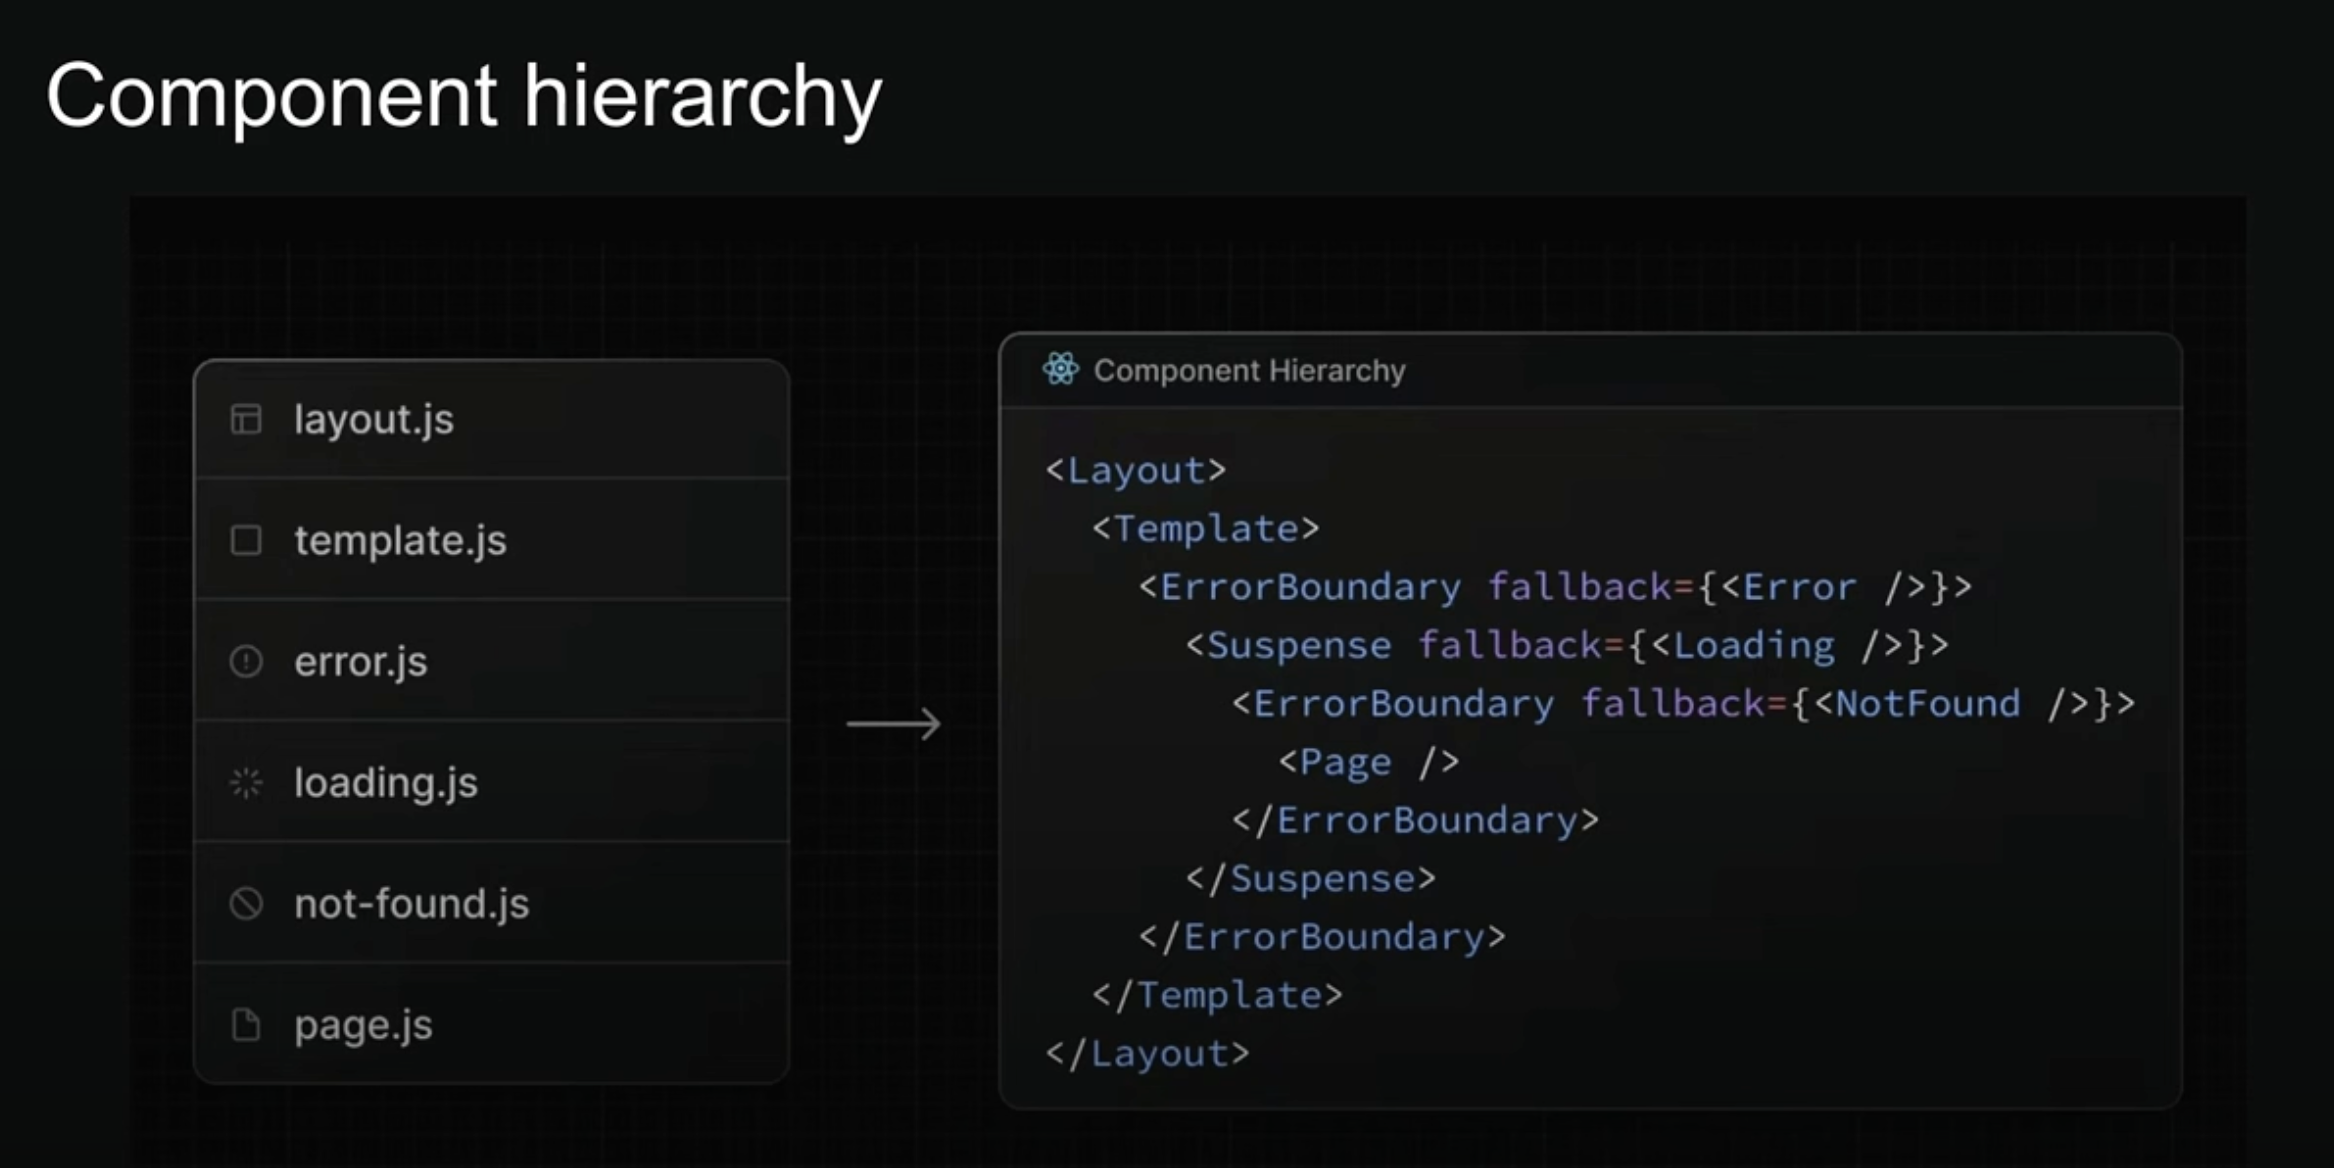 Component hierarchy
layout.js
template.js
error.js
loading.js
not-found.js
page.js
Component Hierarchy
<Layout>
<Template>
<ErrorBoundary fallback={<Error />}>
<Suspense fallback={<Loading />}>
<ErrorBoundary fallback={<NotFound />}>
<Page />
</ErrorBoundary>
</Suspense>
</ErrorBoundary>
</Template>
</Layout>